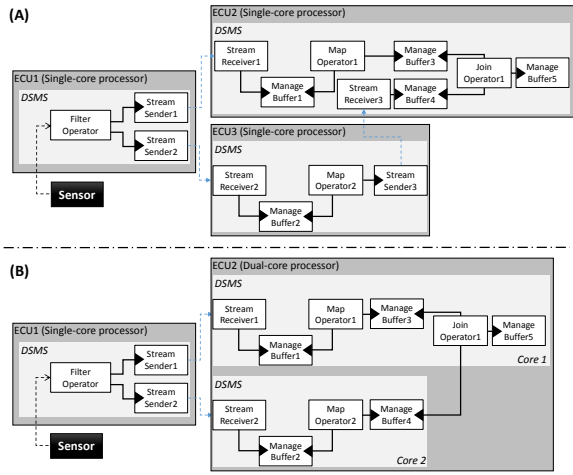 (A)
ECU1 (Single-core processor)
DSMS
Filter
Operator
Stream
Sender1
Stream
Sender2
Sensor
ECU2 (Single-core processor)
DSMS
Stream
Receiver1
Manage
Buffer1
Map
Operator1
Manage
Buffer3
Stream
Receiver3
Manage
Buffer4
Join
Operator1
Manage
Buffer5
ECU3 (Single-core processor)
DSMS
Stream
Receiver2
Manage
Buffer2
Map
Operator2
Stream
Sender3
(B)
ECU1 (Single-core processor)
DSMS
Filter
Operator
Stream
Sender1
Stream
Sender2
Sensor
ECU2 (Dual-core processor)
DSMS
Stream
Receiver1
Manage
Buffer1
Map
Operator1
Manage
Buffer3
Join
Operator1
Manage
Buffer5
Core 1
DSMS
Stream
Receiver2
Manage
Buffer2
Map
Operator2
Manage
Buffer4
Core 2